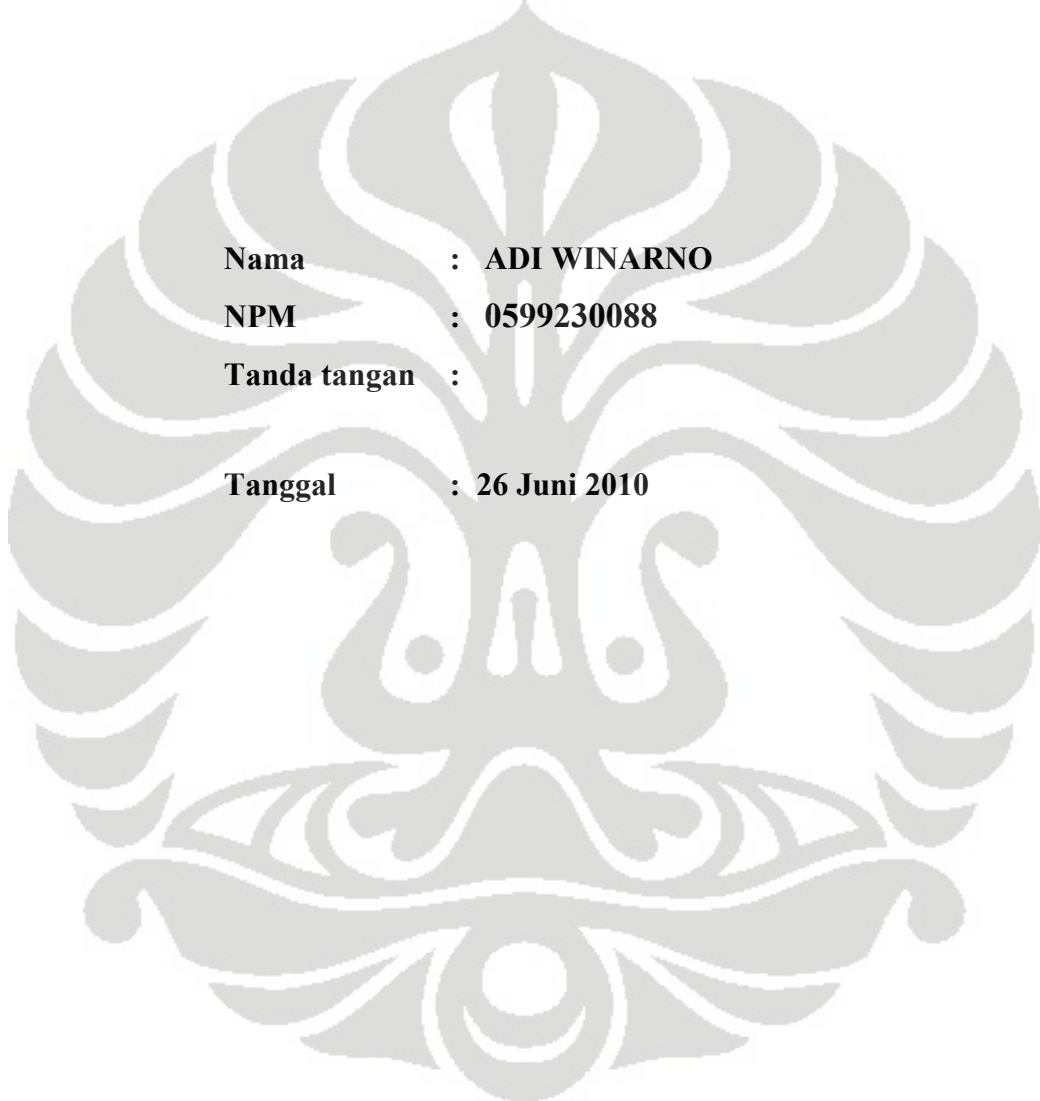 Nama : ADI WINARNO
NPM : 0599230088
Tanda tangan :
Tanggal : 26 Juni 2010